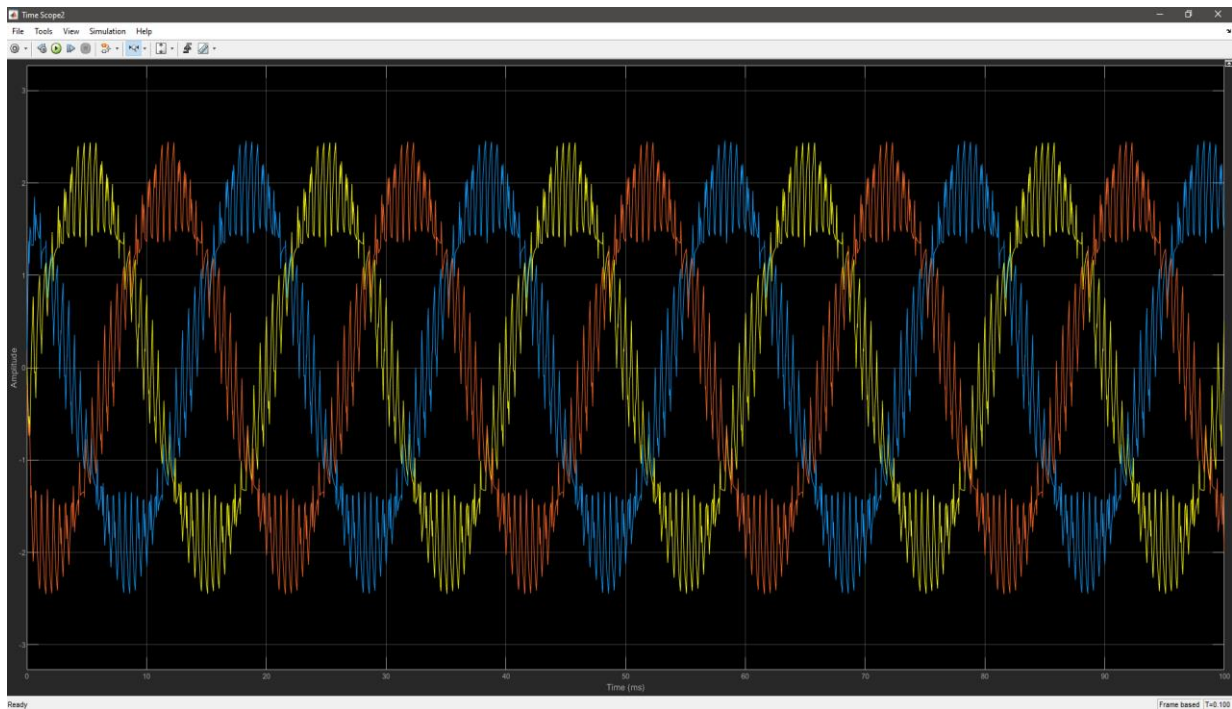 Time Scope2
File Tools View Simulation Help
3
2
1
0
-1
-2
-3
Amplitude
0 10 20 30 40 50 60 70 80 90 100
Time (ms)
Ready Frame based T=0.100